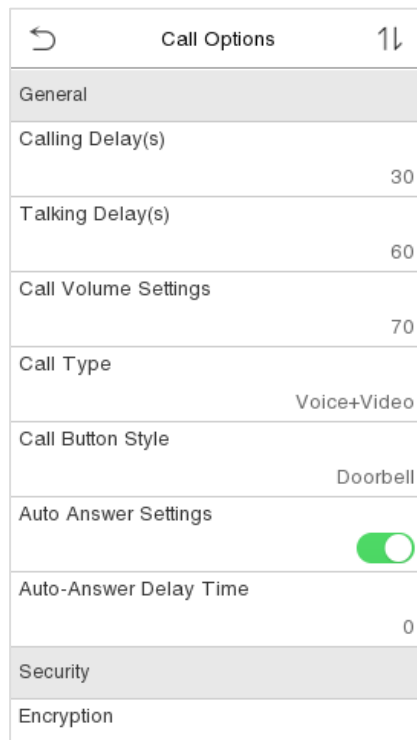 Call Options
General
Calling Delay(s)
30
Talking Delay(s)
60
Call Volume Settings
70
Call Type
Voice+Video
Call Button Style
Doorbell
Auto Answer Settings
Auto-Answer Delay Time
0
Security
Encryption